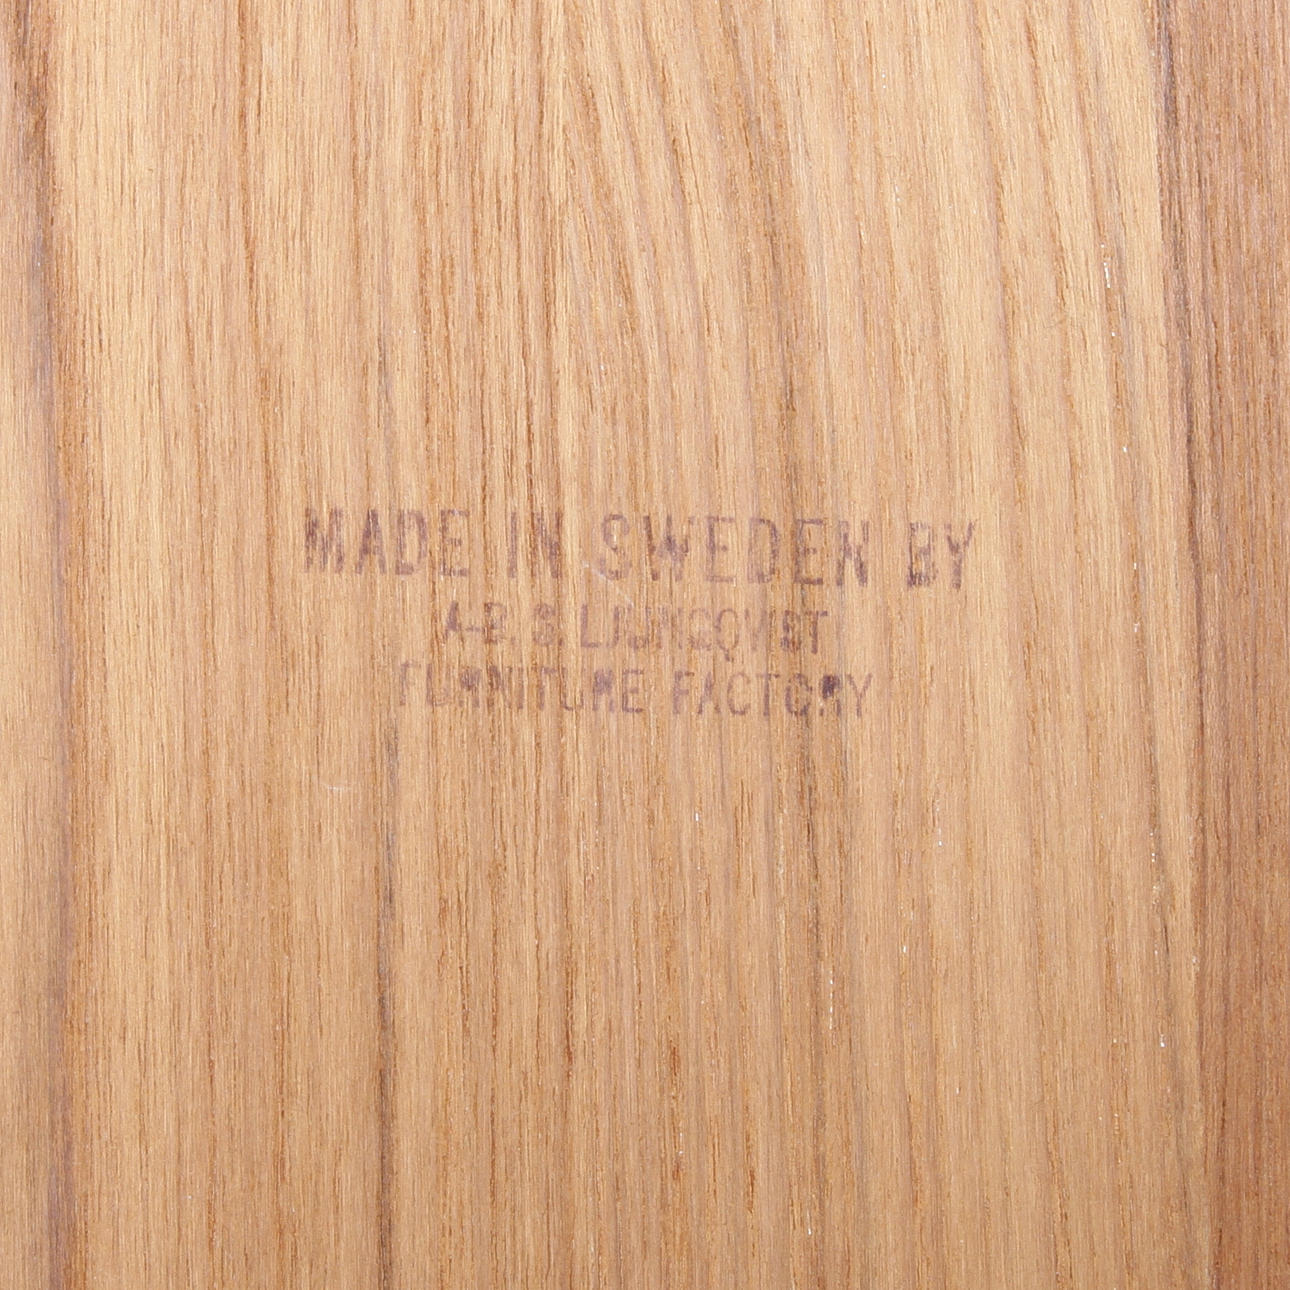 MADE IN SWEDEN BY
A-B. S. LJUNGQVIST
FURNITURE FACTORY